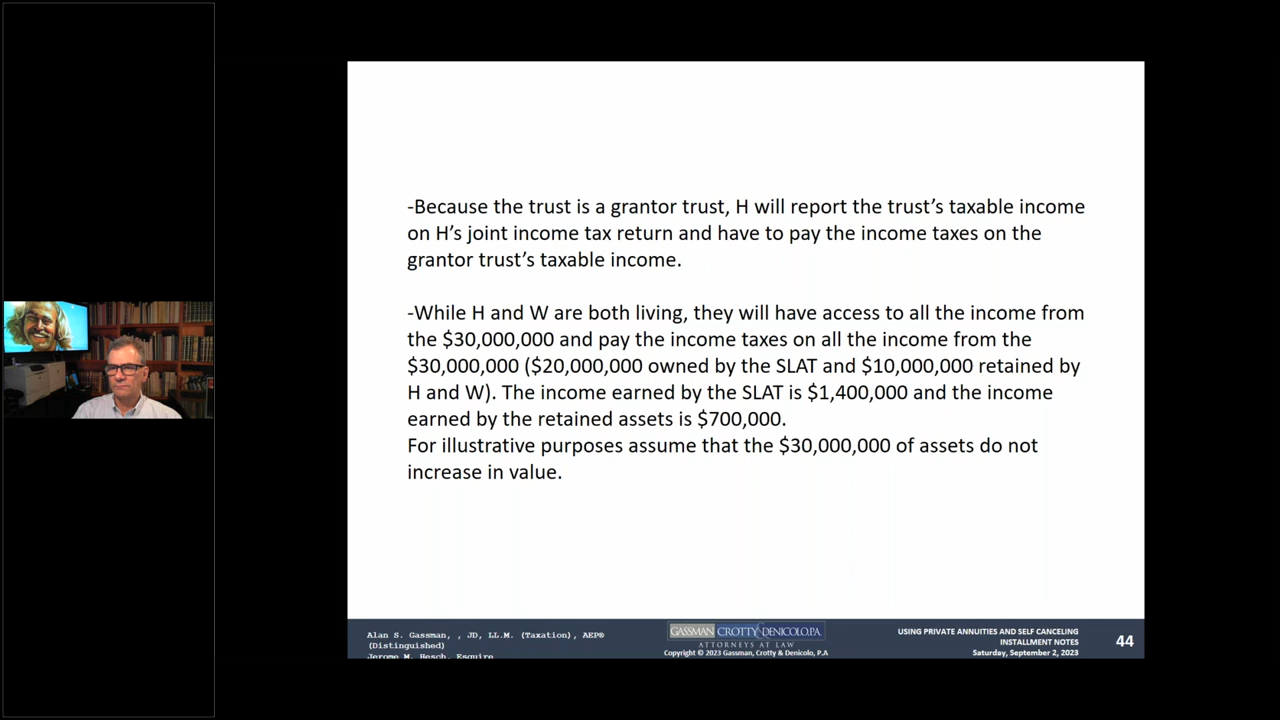 -Because the trust is a grantor trust, H will report the trust’s taxable income
on H’s joint income tax return and have to pay the income taxes on the
grantor trust’s taxable income.
-While H and W are both living, they will have access to all the income from
the $30,000,000 and pay the income taxes on all the income from the
$30,000,000 ($20,000,000 owned by the SLAT and $10,000,000 retained by
H and W). The income earned by the SLAT is $1,400,000 and the income
earned by the retained assets is $700,000.
For illustrative purposes assume that the $30,000,000 of assets do not
increase in value.
Alan S. Gassman, , JD, LL.M. (Taxation), AEP®
(Distinguished)
Jerome M. Hesch, Esquire
GASSMAN CROTTY & DENICOLO, P.A.
ATTORNEYS AT LAW
Copyright © 2023 Gassman, Crotty & Denicolo, P.A
USING PRIVATE ANNUITIES AND SELF CANCELING
INSTALLMENT NOTES
Saturday, September 2, 2023
44